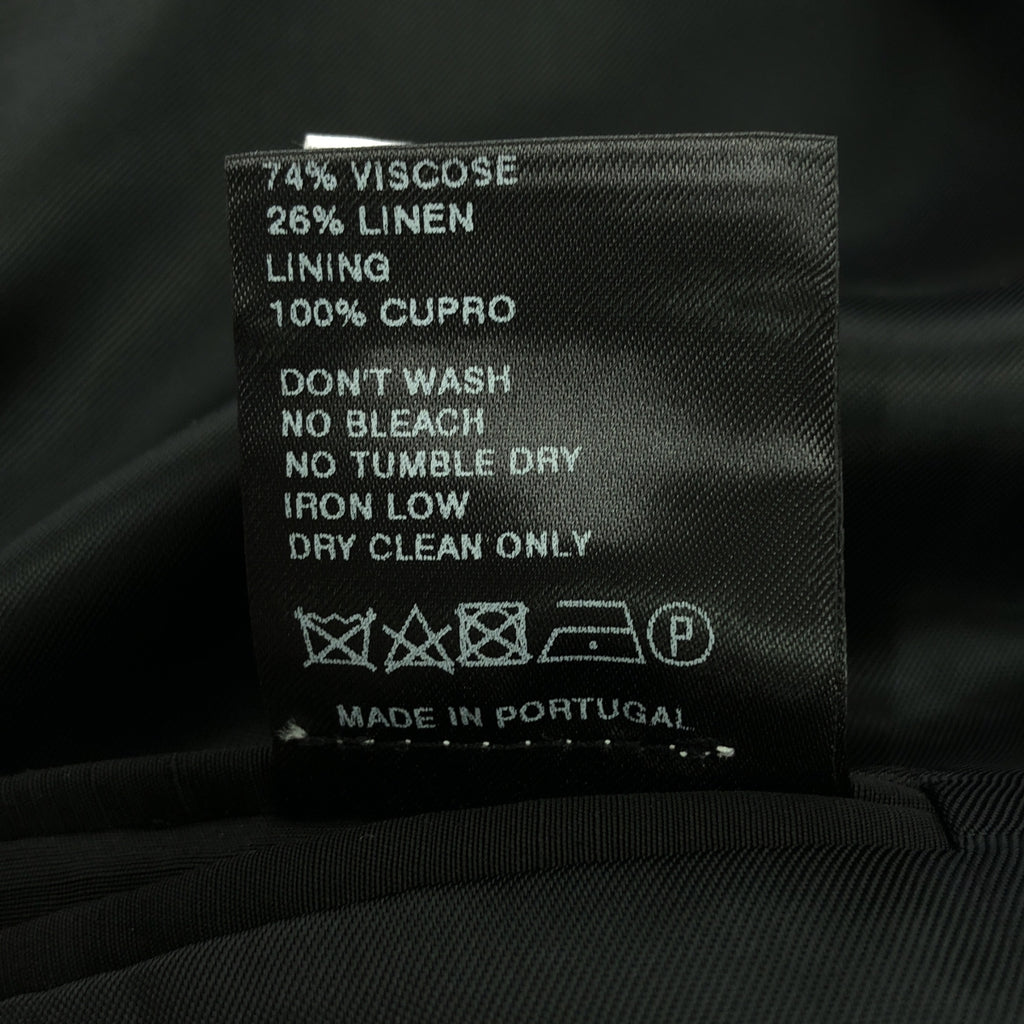 74% VISCOSE
26% LINEN
LINING
100% CUPRO
DON'T WASH
NO BLEACH
NO TUMBLE DRY
IRON LOW
DRY CLEAN ONLY
P
MADE IN PORTUGAL